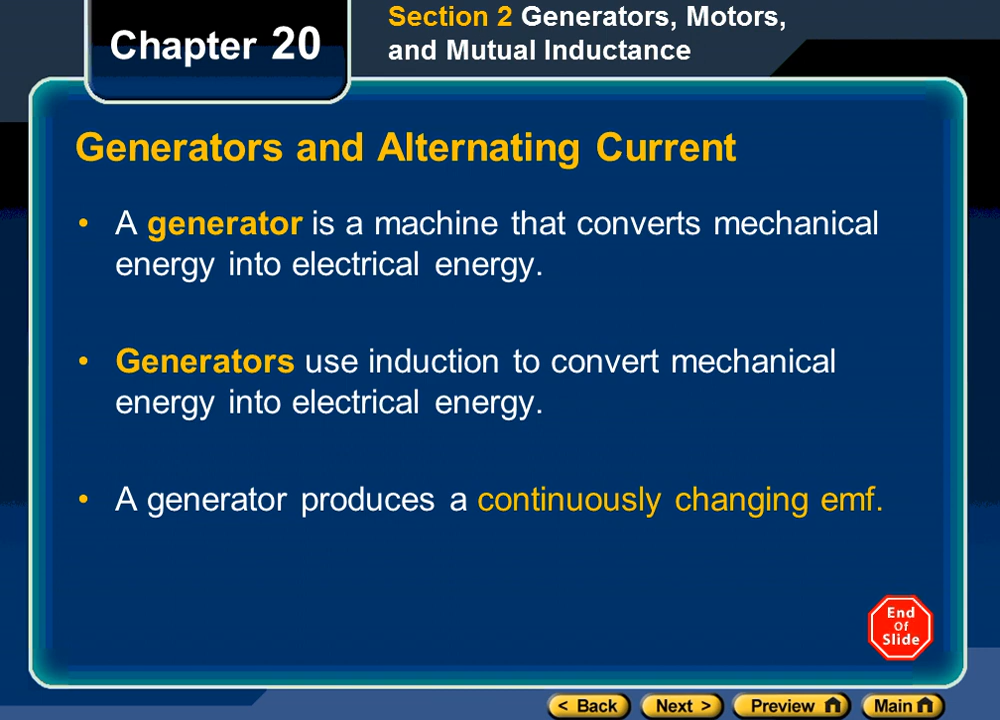 Chapter 20
Section 2 Generators, Motors,
and Mutual Inductance
Generators and Alternating Current
• A generator is a machine that converts mechanical
energy into electrical energy.
• Generators use induction to convert mechanical
energy into electrical energy.
• A generator produces a continuously changing emf.
End
Of
Slide
< Back Next > Preview Main